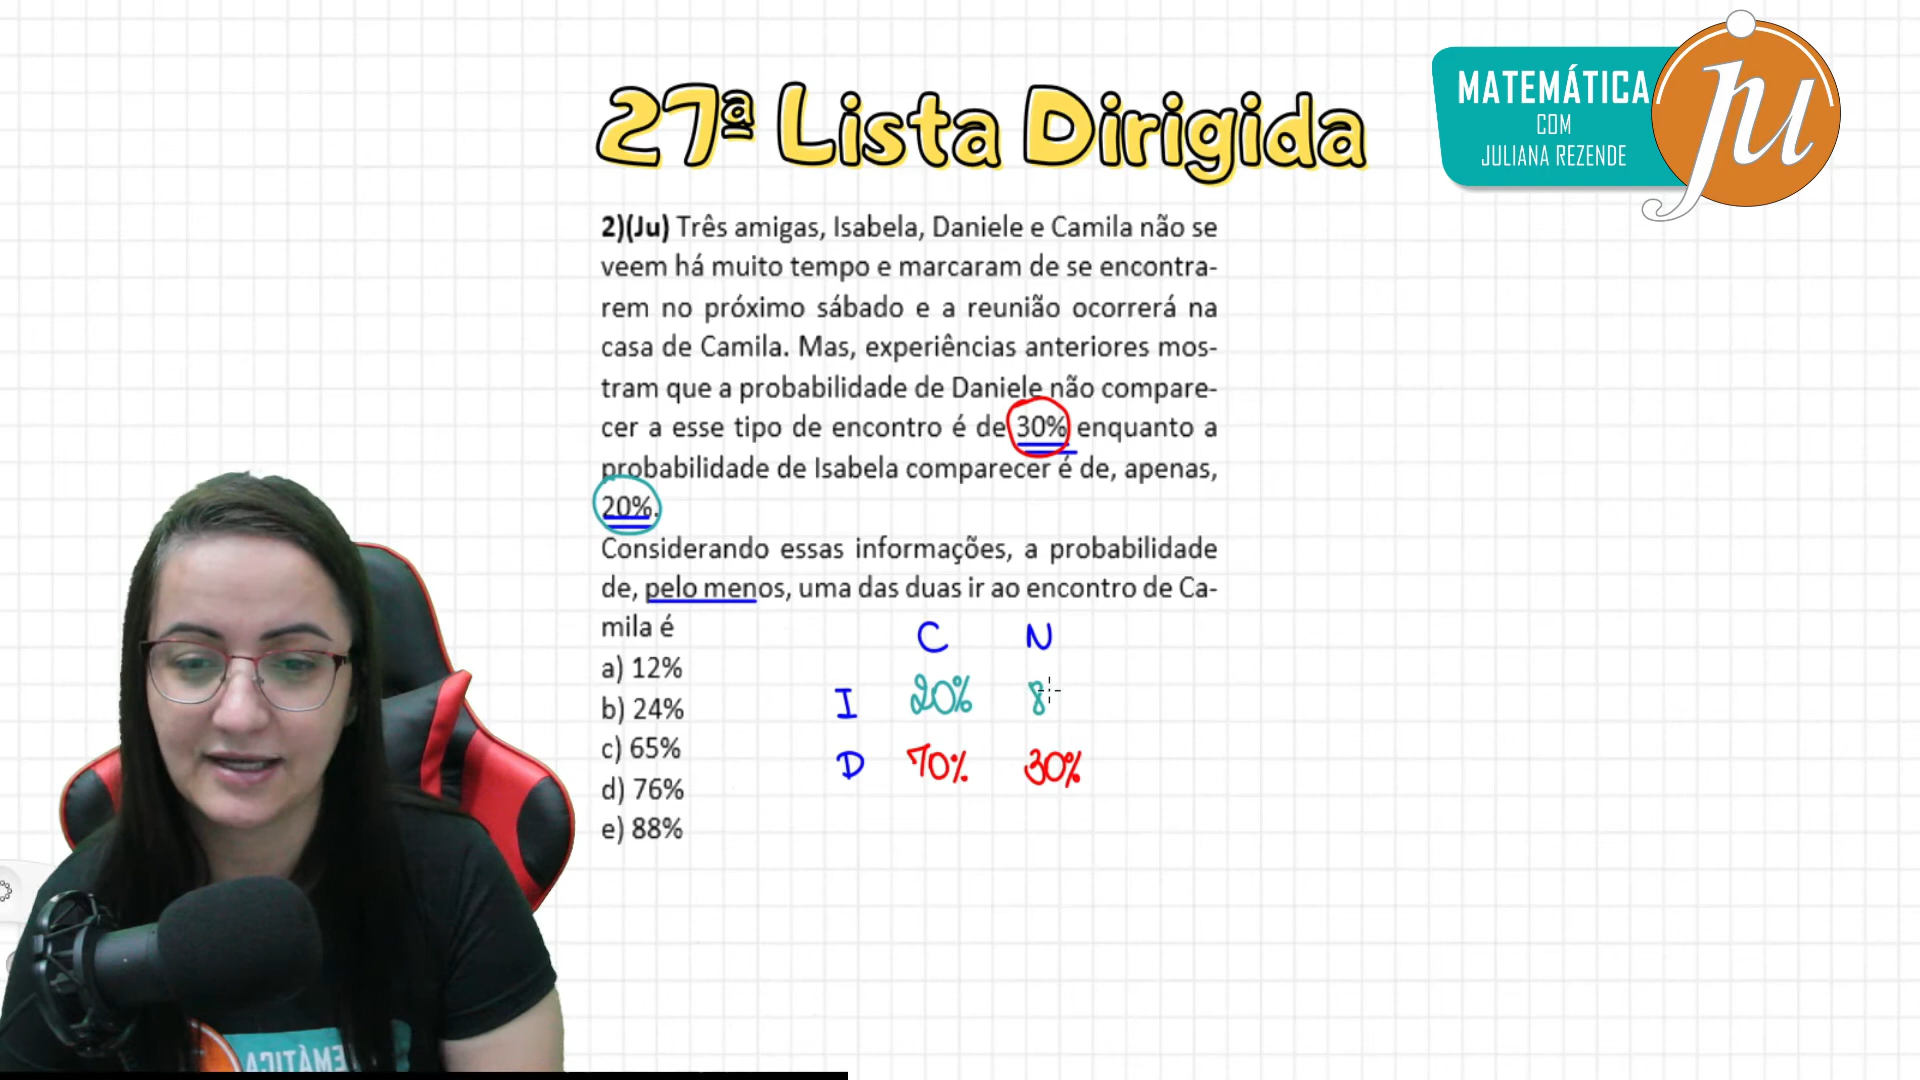 27ª Lista Dirigida
MATEMÁTICA
COM
JULIANA REZENDE
ju
2)(Ju) Três amigas, Isabela, Daniele e Camila não se
veem há muito tempo e marcaram de se encontra-
rem no próximo sábado e a reunião ocorrerá na
casa de Camila. Mas, experiências anteriores mos-
tram que a probabilidade de Daniele não compare-
cer a esse tipo de encontro é de 30% enquanto a
probabilidade de Isabela comparecer é de, apenas,
20%.
Considerando essas informações, a probabilidade
de, pelo menos, uma das duas ir ao encontro de Ca-
mila é
a) 12%
b) 24%
c) 65%
d) 76%
e) 88%
C N
I 20% 8
D 70% 30%